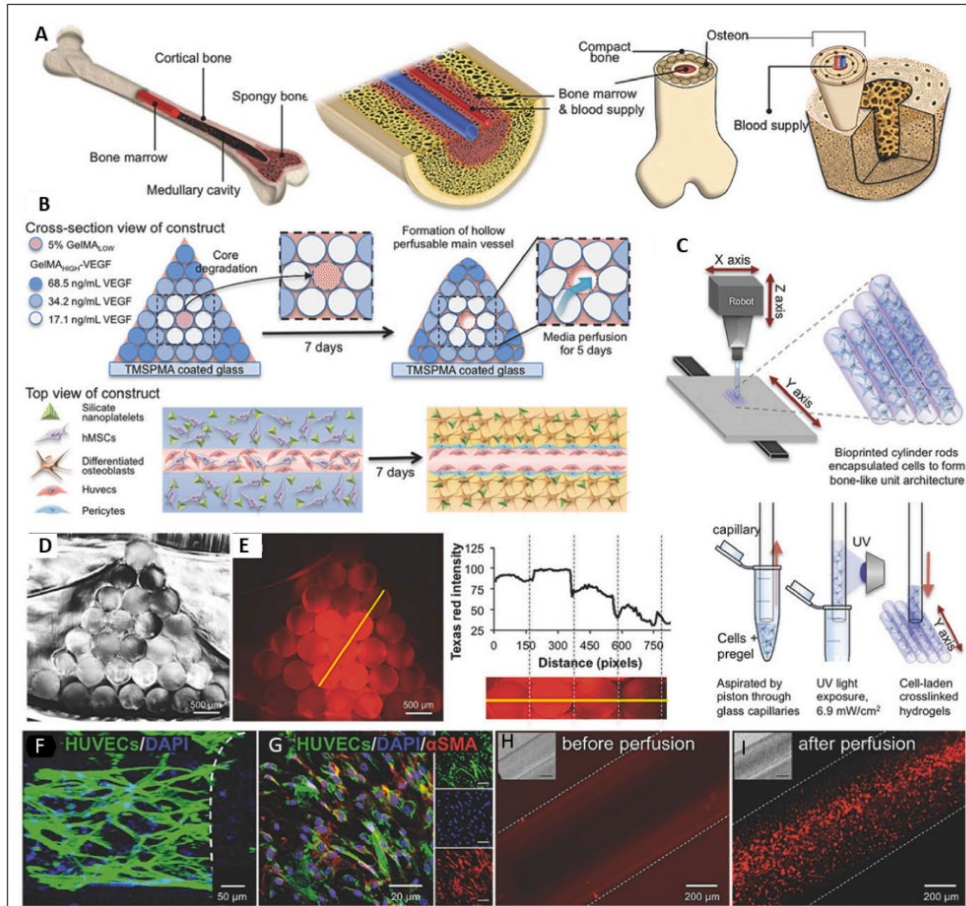 A
Cortical bone
Spongy bone
Bone marrow
Medullary cavity
Bone marrow
& blood supply
Compact
bone
Osteon
Blood supply
B
Cross-section view of construct
5% GelMALOW
GelMAHIGH-VEGF
68.5 ng/mL VEGF
34.2 ng/mL VEGF
17.1 ng/mL VEGF
Core
degradation
7 days
TMSPMA coated glass
Formation of hollow
perfusable main vessel
Media perfusion
for 5 days
TMSPMA coated glass
Top view of construct
Silicate
nanoplatelets
hMSCs
Differentiated
osteoblasts
Huvecs
Pericytes
7 days
C
X axis
Z axis
Robot
Y axis
Bioprinted cylinder rods
encapsulated cells to form
bone-like unit architecture
capillary
UV
Cells +
pregel
Y axis
Aspirated by
piston through
glass capillaries
UV light
exposure,
6.9 mW/cm²
Cell-laden
crosslinked
hydrogels
D
500 µm
E
500 µm
Texas red intensity
125
100
75
50
25
0 150 300 450 600 750
Distance (pixels)
F HUVECs/DAPI
50 µm
G HUVECs/DAPI/αSMA
20 µm
H before perfusion
200 µm
I after perfusion
200 µm